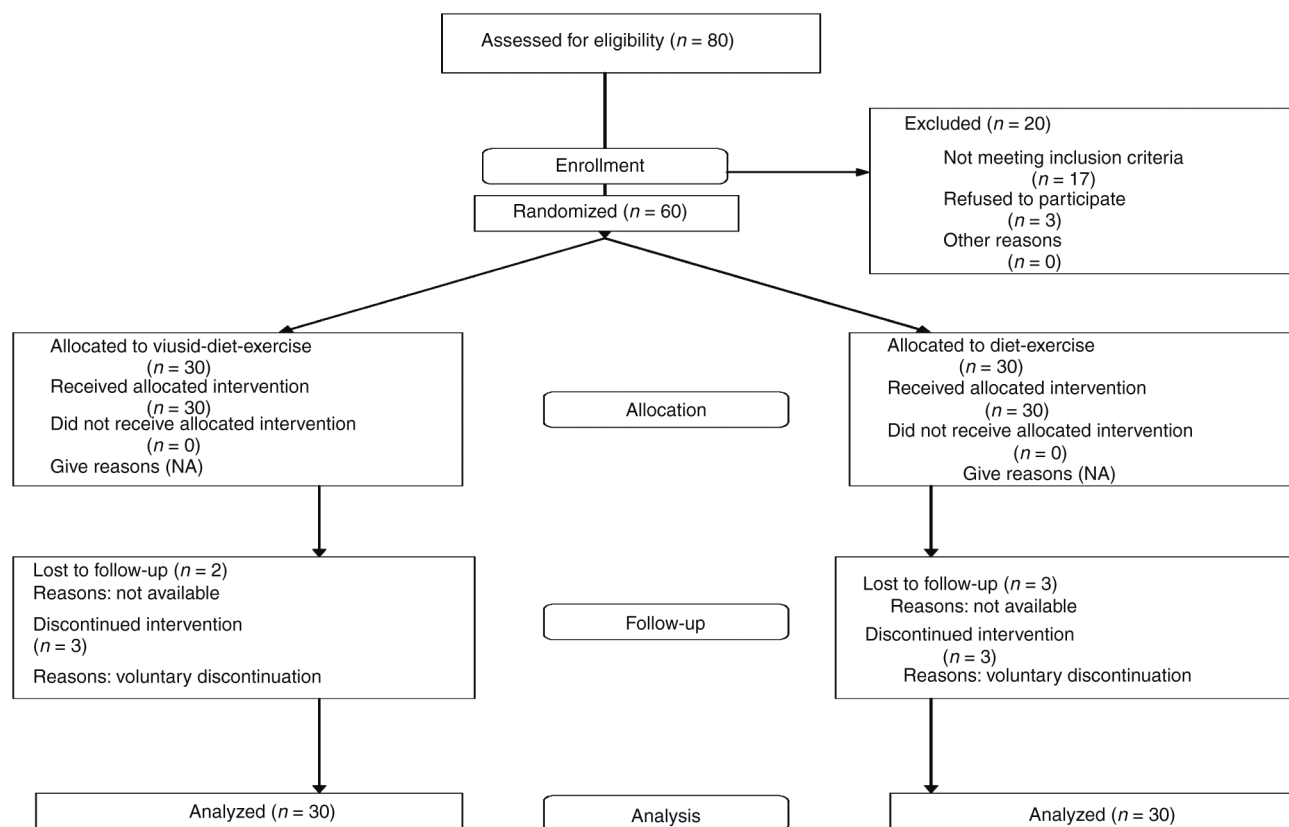 Assessed for eligibility (n = 80)
Enrollment
Excluded (n = 20)
Not meeting inclusion criteria
(n = 17)
Refused to participate
(n = 3)
Other reasons
(n = 0)
Randomized (n = 60)
Allocated to viusid-diet-exercise
(n = 30)
Received allocated intervention
(n = 30)
Did not receive allocated intervention
(n = 0)
Give reasons (NA)
Allocation
Allocated to diet-exercise
(n = 30)
Received allocated intervention
(n = 30)
Did not receive allocated intervention
(n = 0)
Give reasons (NA)
Lost to follow-up (n = 2)
Reasons: not available
Discontinued intervention
(n = 3)
Reasons: voluntary discontinuation
Follow-up
Lost to follow-up (n = 3)
Reasons: not available
Discontinued intervention
(n = 3)
Reasons: voluntary discontinuation
Analyzed (n = 30)
Analysis
Analyzed (n = 30)